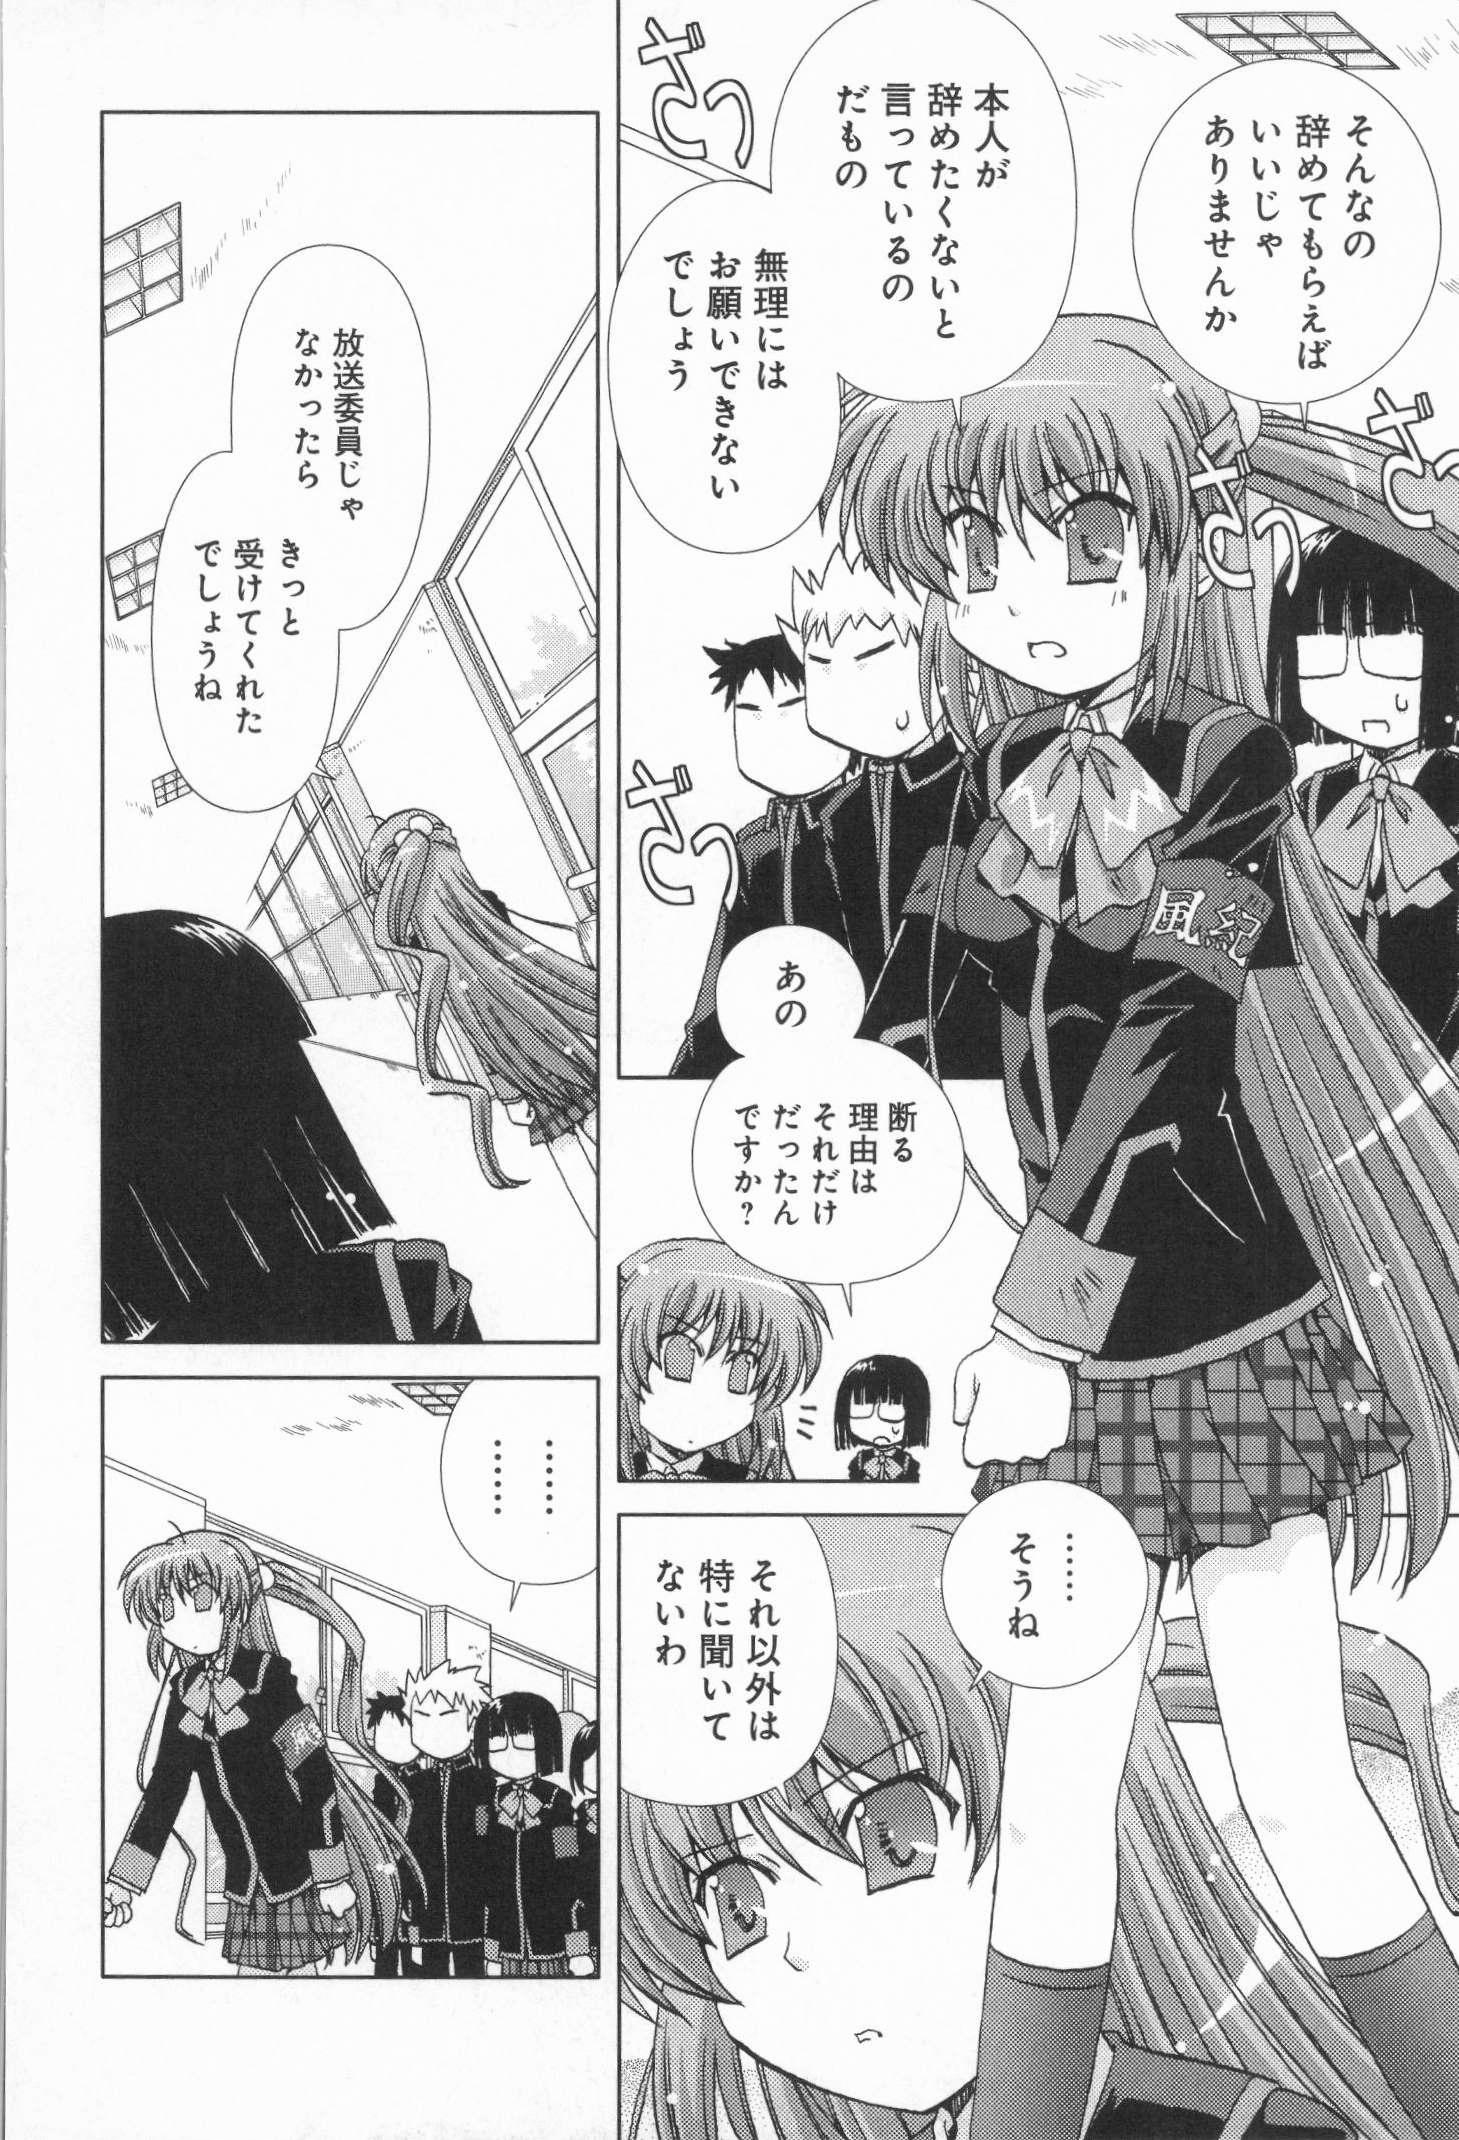 そんなの
辞めてもらえば
いいじゃ
ありませんか
本人が
辞めたくないと
言っているの
だもの
無理には
お願いできない
でしょう
ざっ
ざっ
ざっ
ざっ
風紀
あの
断る
理由は
それだけ
だったん
ですか?
……
そうね
それ以外は
特に聞いて
ないわ
放送委員じゃ
なかったら
きっと
受けてくれた
でしょうね
……
……
風紀